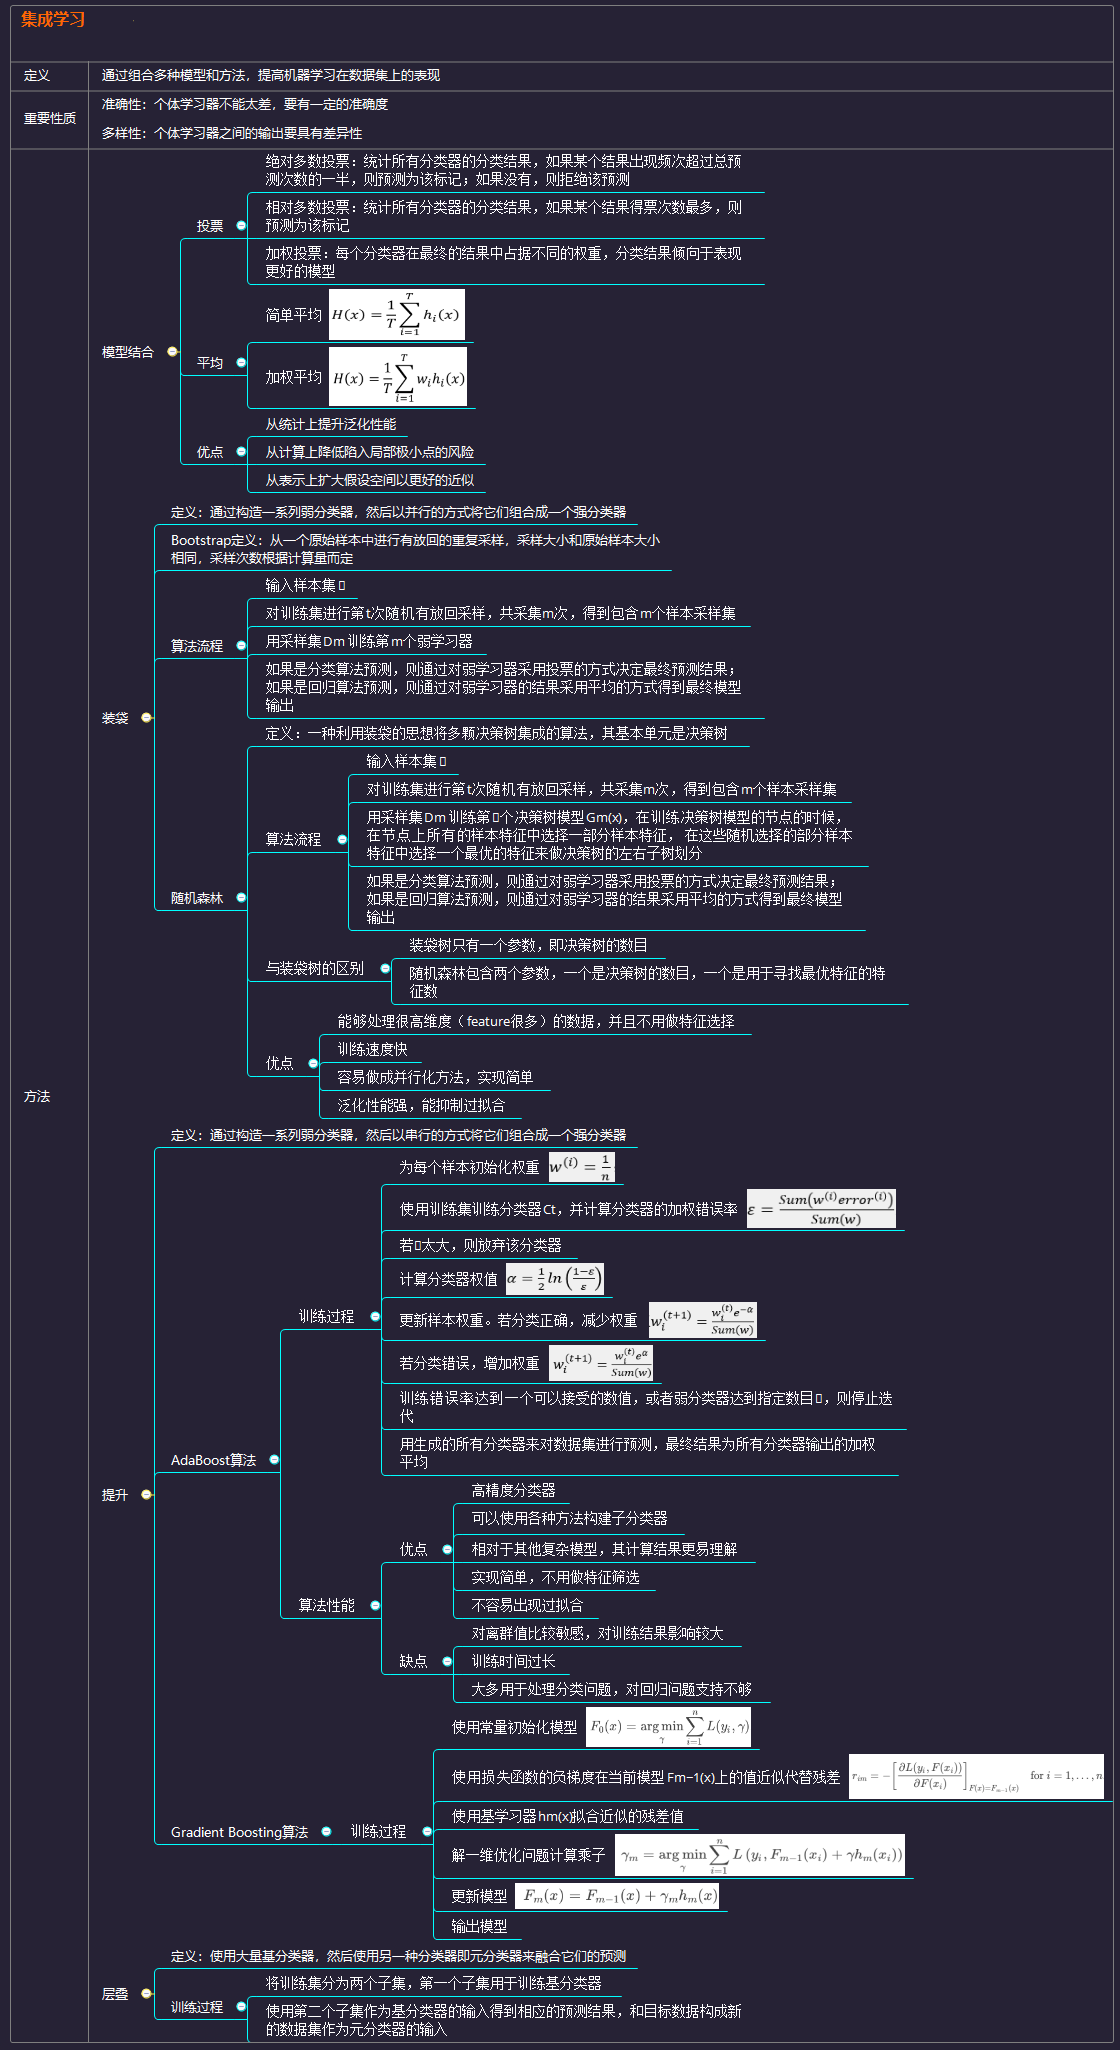 集成学习
定义
通过组合多种模型和方法，提高机器学习在数据集上的表现
重要性质
准确性：个体学习器不能太差，要有一定的准确度
多样性：个体学习器之间的输出要具有差异性
方法
模型结合
投票
绝对多数投票：统计所有分类器的分类结果，如果某个结果出现频次超过总预
测次数的一半，则预测为该标记；如果没有，则拒绝该预测
相对多数投票：统计所有分类器的分类结果，如果某个结果得票次数最多，则
预测为该标记
加权投票：每个分类器在最终的结果中占据不同的权重，分类结果倾向于表现
更好的模型
平均
简单平均 H(x) = \frac{1}{T}\sum_{i=1}^{T} h_i(x)
加权平均 H(x) = \frac{1}{T}\sum_{i=1}^{T} w_i h_i(x)
优点
从统计上提升泛化性能
从计算上降低陷入局部极小点的风险
从表示上扩大假设空间以更好的近似
装袋
定义：通过构造一系列弱分类器，然后以并行的方式将它们组合成一个强分类器
Bootstrap定义：从一个原始样本中进行有放回的重复采样，采样大小和原始样本大小
相同，采样次数根据计算量而定
算法流程
输入样本集
对训练集进行第t次随机有放回采样，共采集m次，得到包含m个样本采样集
用采样集Dm 训练第m个弱学习器
如果是分类算法预测，则通过对弱学习器采用投票的方式决定最终预测结果；
如果是回归算法预测，则通过对弱学习器的结果采用平均的方式得到最终模型
输出
随机森林
定义：一种利用装袋的思想将多颗决策树集成的算法，其基本单元是决策树
算法流程
输入样本集
对训练集进行第t次随机有放回采样，共采集m次，得到包含m个样本采样集
用采样集Dm 训练第个决策树模型Gm(x)，在训练决策树模型的节点的时候，
在节点上所有的样本特征中选择一部分样本特征， 在这些随机选择的部分样本
特征中选择一个最优的特征来做决策树的左右子树划分
如果是分类算法预测，则通过对弱学习器采用投票的方式决定最终预测结果；
如果是回归算法预测，则通过对弱学习器的结果采用平均的方式得到最终模型
输出
与装袋树的区别
装袋树只有一个参数，即决策树的数目
随机森林包含两个参数，一个是决策树的数目，一个是用于寻找最优特征的特
征数
优点
能够处理很高维度（feature很多）的数据，并且不用做特征选择
训练速度快
容易做成并行化方法，实现简单
泛化性能强，能抑制过拟合
提升
定义：通过构造一系列弱分类器，然后以串行的方式将它们组合成一个强分类器
AdaBoost算法
训练过程
为每个样本初始化权重 w^{(i)} = \frac{1}{n}
使用训练集训练分类器Ct，并计算分类器的加权错误率 ε = \frac{Sum(w^{(i)}error^{(i)})}{Sum(w)}
若太大，则放弃该分类器
计算分类器权值 α = \frac{1}{2} ln (\frac{1-ε}{ε})
更新样本权重。若分类正确，减少权重 w_i^{(t+1)} = \frac{w_i^{(t)}e^{-α}}{Sum(w)}
若分类错误，增加权重 w_i^{(t+1)} = \frac{w_i^{(t)}e^{α}}{Sum(w)}
训练错误率达到一个可以接受的数值，或者弱分类器达到指定数目，则停止迭
代
用生成的所有分类器来对数据集进行预测，最终结果为所有分类器输出的加权
平均
算法性能
优点
高精度分类器
可以使用各种方法构建子分类器
相对于其他复杂模型，其计算结果更易理解
实现简单，不用做特征筛选
不容易出现过拟合
缺点
对离群值比较敏感，对训练结果影响较大
训练时间过长
大多用于处理分类问题，对回归问题支持不够
Gradient Boosting算法
训练过程
使用常量初始化模型 F_0(x) = \arg\min_γ \sum_{i=1}^{n} L(y_i, γ)
使用损失函数的负梯度在当前模型 Fm−1(x)上的值近似代替残差 r_{im} = -[\frac{∂L(y_i, F(x_i))}{∂F(x_i)}]_{F(x)=F_{m-1}(x)} for i = 1, . . . , n
使用基学习器hm(x)拟合近似的残差值
解一维优化问题计算乘子 γ_m = \arg\min_γ \sum_{i=1}^{n} L (y_i, F_{m-1}(x_i) + γh_m(x_i))
更新模型 F_m(x) = F_{m-1}(x) + γ_m h_m(x)
输出模型
层叠
定义：使用大量基分类器，然后使用另一种分类器即元分类器来融合它们的预测
训练过程
将训练集分为两个子集，第一个子集用于训练基分类器
使用第二个子集作为基分类器的输入得到相应的预测结果，和目标数据构成新
的数据集作为元分类器的输入